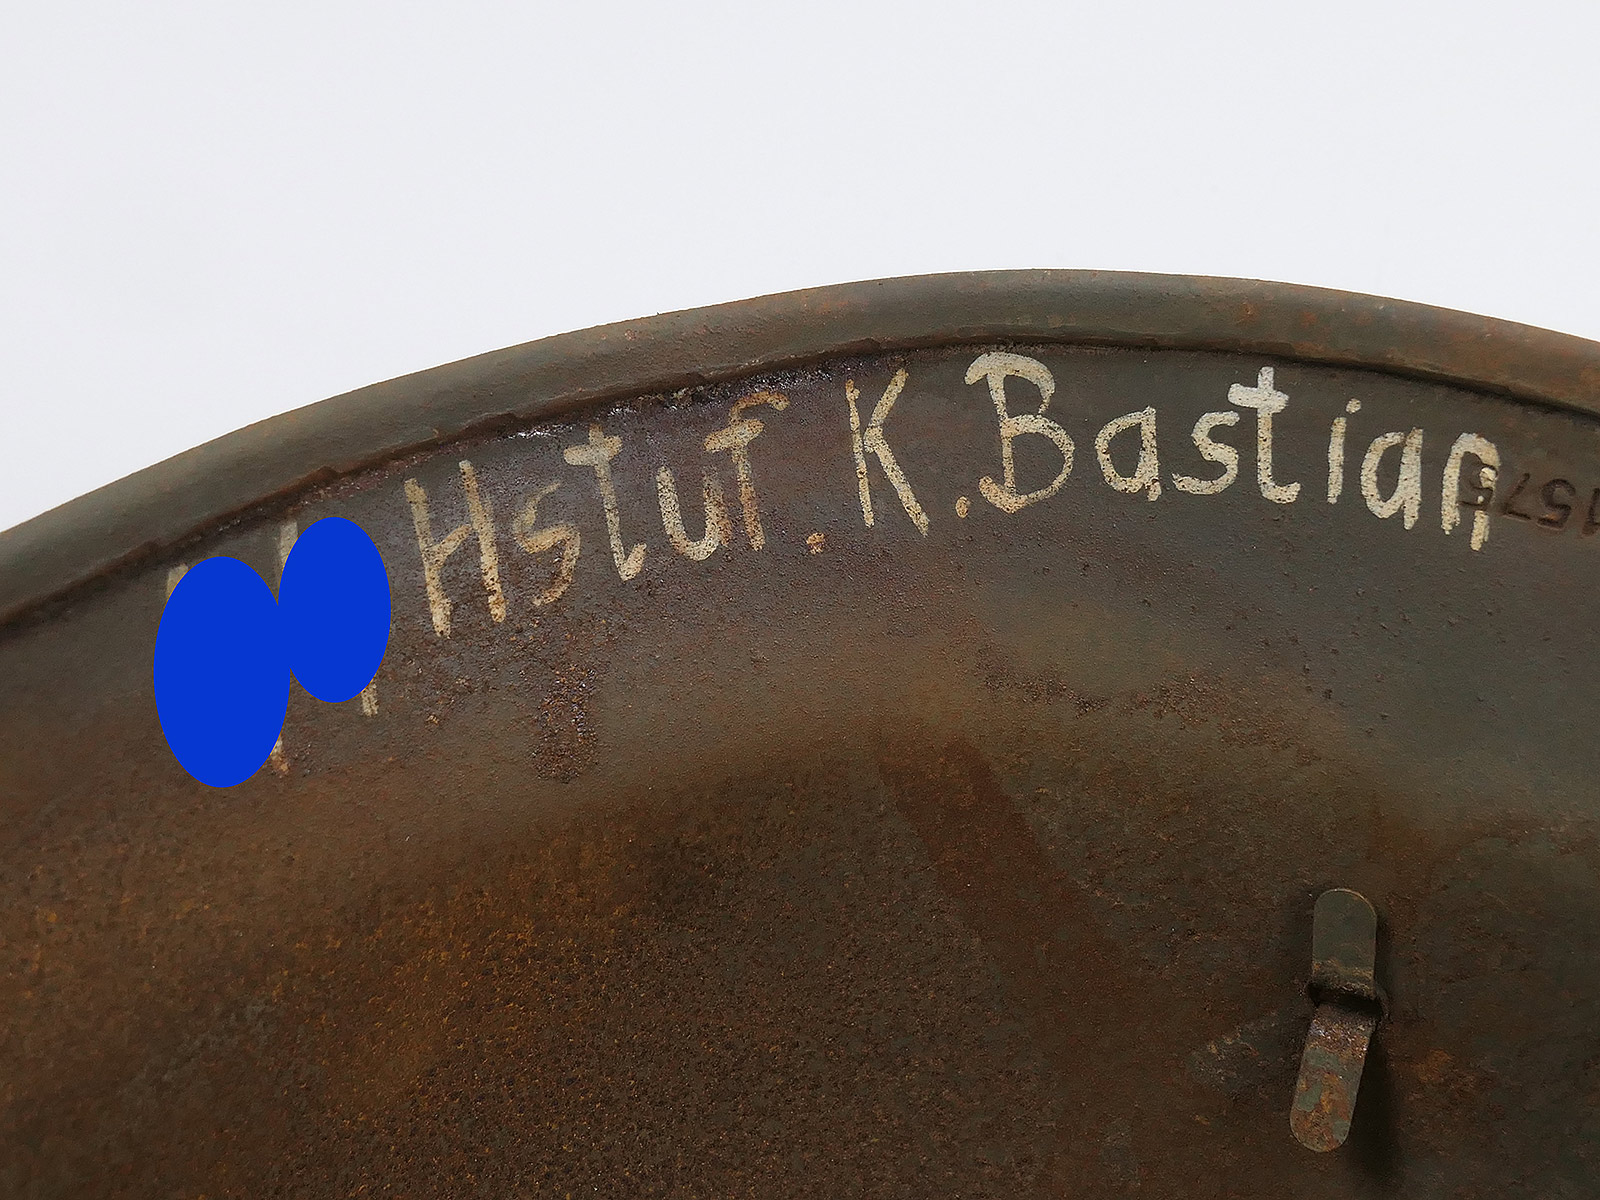 Hstuf. K. Bastian